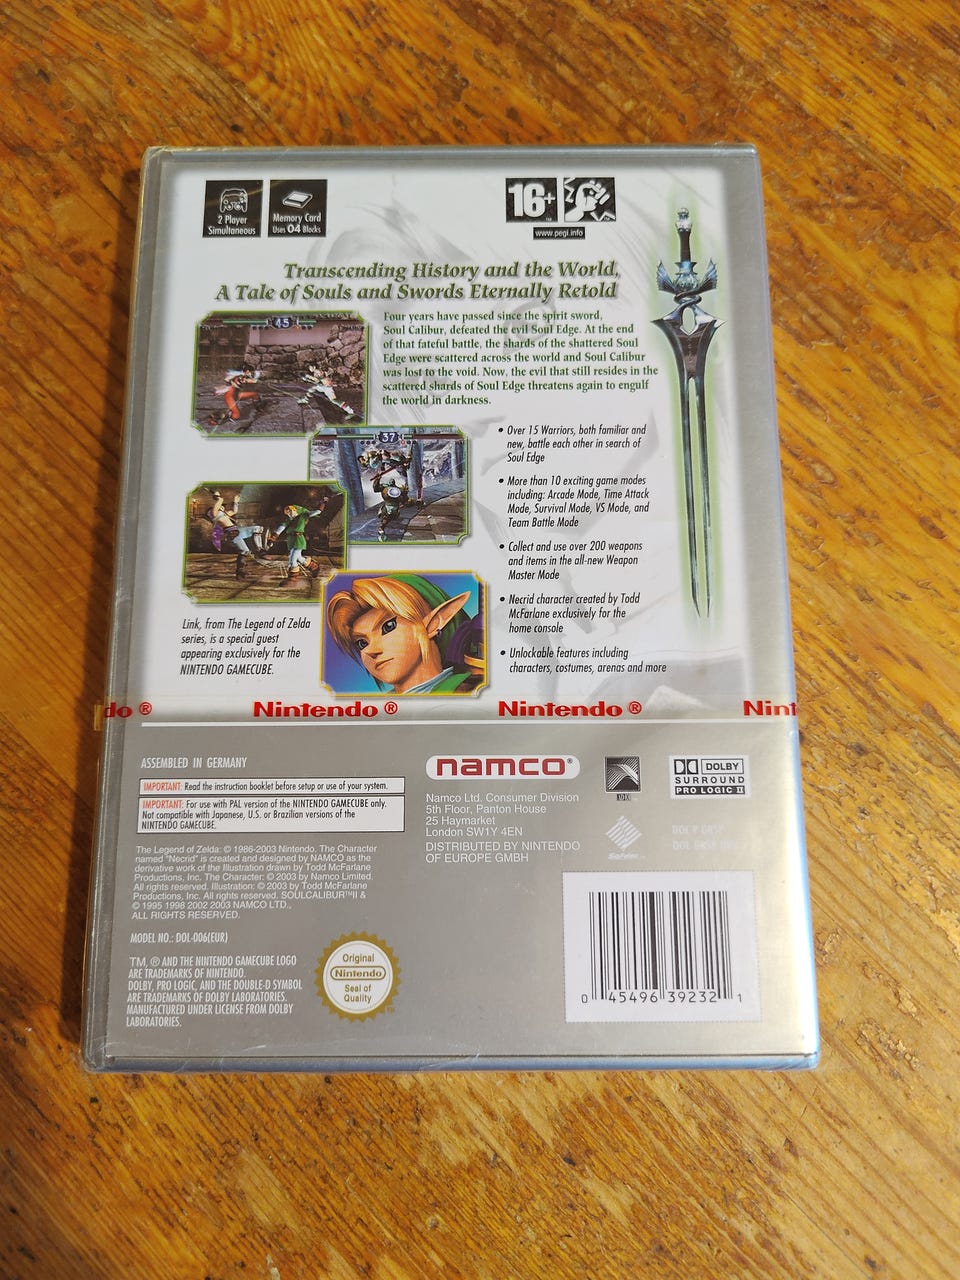 2 Player
Simultaneous
Memory Card
Uses 04 Blocks
16+
www.pegi.info
Transcending History and the World,
A Tale of Souls and Swords Eternally Retold
45
Four years have passed since the spirit sword,
Soul Calibur, defeated the evil Soul Edge. At the end
of that fateful battle, the shards of the shattered Soul
Edge were scattered across the world and Soul Calibur
was lost to the void. Now, the evil that still resides in the
scattered shards of Soul Edge threatens again to engulf
the world in darkness.
37
• Over 15 Warriors, both familiar and
new, battle each other in search of
Soul Edge
• More than 10 exciting game modes
including: Arcade Mode, Time Attack
Mode, Survival Mode, VS Mode, and
Team Battle Mode
• Collect and use over 200 weapons
and items in the all-new Weapon
Master Mode
• Necrid character created by Todd
McFarlane exclusively for the
home console
• Unlockable features including
characters, costumes, arenas and more
Link, from The Legend of Zelda
series, is a special guest
appearing exclusively for the
NINTENDO GAMECUBE.
do ® Nintendo ® Nintendo ® Nint
ASSEMBLED IN GERMANY
IMPORTANT: Read the instruction booklet before setup or use of your system.
IMPORTANT: For use with PAL version of the NINTENDO GAMECUBE only.
Not compatible with Japanese, U.S. or Brazilian versions of the
NINTENDO GAMECUBE.
The Legend of Zelda: © 1986-2003 Nintendo. The Character
named "Necrid" is created and designed by NAMCO as the
derivative work of the Illustration drawn by Todd McFarlane
Productions, Inc. The Character: © 2003 by Namco Limited.
All rights reserved. Illustration: © 2003 by Todd McFarlane
Productions, Inc. All rights reserved. SOULCALIBUR™II &
© 1995 1998 2002 2003 NAMCO LTD.,
ALL RIGHTS RESERVED.
MODEL NO.: DOL-006(EUR)
TM, ® AND THE NINTENDO GAMECUBE LOGO
ARE TRADEMARKS OF NINTENDO.
DOLBY, PRO LOGIC, AND THE DOUBLE-D SYMBOL
ARE TRADEMARKS OF DOLBY LABORATORIES.
MANUFACTURED UNDER LICENSE FROM DOLBY
LABORATORIES.
namco®
Namco Ltd. Consumer Division
5th Floor, Panton House
25 Haymarket
London SW1Y 4EN
DISTRIBUTED BY NINTENDO
OF EUROPE GMBH
DOLBY
SURROUND
PRO LOGIC II
Original
Nintendo
Seal of
Quality
0 45496 39232 1